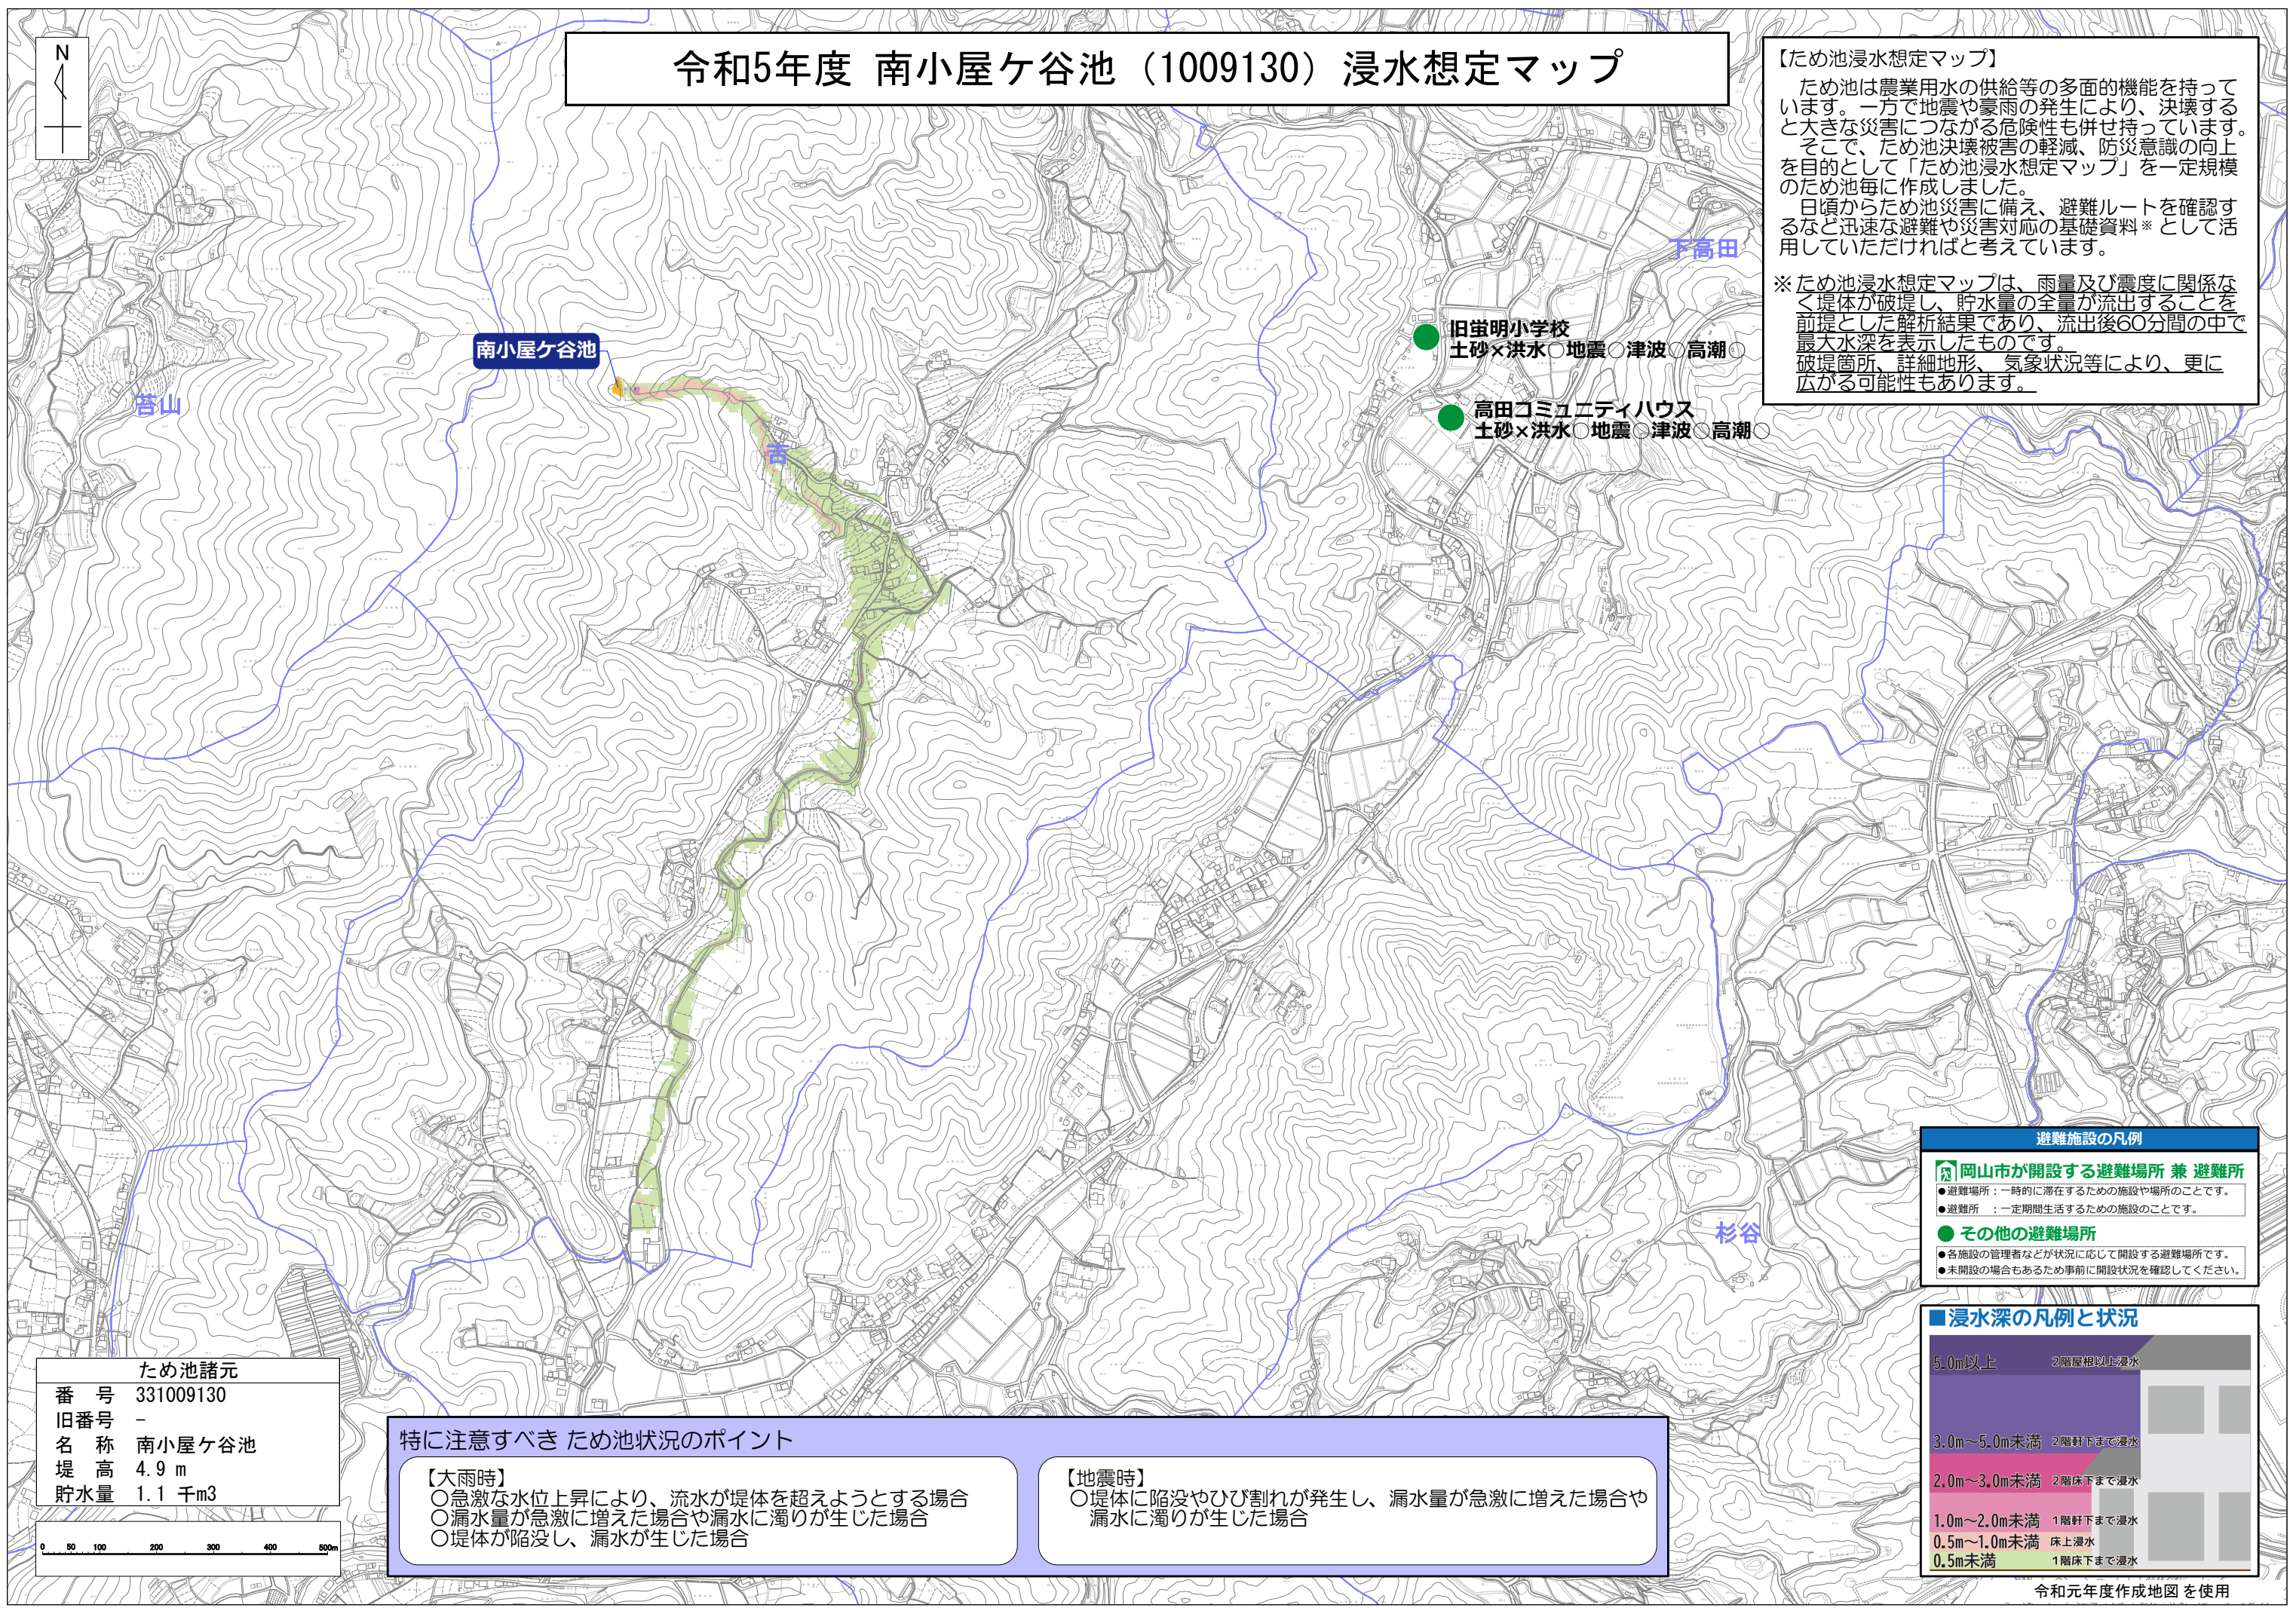 令和5年度 南小屋ケ谷池（1009130）浸水想定マップ
N
【ため池浸水想定マップ】
ため池は農業用水の供給等の多面的機能を持って
います。一方で地震や豪雨の発生により、決壊する
と大きな災害につながる危険性も併せ持っています。
そこで、ため池決壊被害の軽減、防災意識の向上
を目的として「ため池浸水想定マップ」を一定規模
のため池毎に作成しました。
日頃からため池災害に備え、避難ルートを確認す
るなど迅速な避難や災害対応の基礎資料※として活
用していただければと考えています。
※ため池浸水想定マップは、雨量及び震度に関係な
く堤体が破堤し、貯水量の全量が流出することを
前提とした解析結果であり、流出後60分間の中で
最大水深を表示したものです。
破堤箇所、詳細地形、気象状況等により、更に
広がる可能性もあります。
下高田
旧蛍明小学校
土砂×洪水○地震○津波○高潮○
南小屋ケ谷池
苔山
高田コミュニティハウス
土砂×洪水○地震○津波○高潮○
吉
杉谷
避難施設の凡例
岡山市が開設する避難場所 兼 避難所
●避難場所：一時的に滞在するための施設や場所のことです。
●避難所　：一定期間生活するための施設のことです。
● その他の避難場所
●各施設の管理者などが状況に応じて開設する避難場所です。
●未開設の場合もあるため事前に開設状況を確認してください。
■浸水深の凡例と状況
5.0m以上 2階屋根以上浸水
3.0m～5.0m未満 2階軒下まで浸水
2.0m～3.0m未満 2階床下まで浸水
1.0m～2.0m未満 1階軒下まで浸水
0.5m～1.0m未満 床上浸水
0.5m未満 1階床下まで浸水
令和元年度作成地図を使用
ため池諸元
番　号 331009130
旧番号 -
名　称 南小屋ケ谷池
堤　高 4.9 m
貯水量 1.1 千m3
0 50 100 200 300 400 500m
特に注意すべき ため池状況のポイント
【大雨時】
○急激な水位上昇により、流水が堤体を超えようとする場合
○漏水量が急激に増えた場合や漏水に濁りが生じた場合
○堤体が陥没し、漏水が生じた場合
【地震時】
○堤体に陥没やひび割れが発生し、漏水量が急激に増えた場合や
漏水に濁りが生じた場合